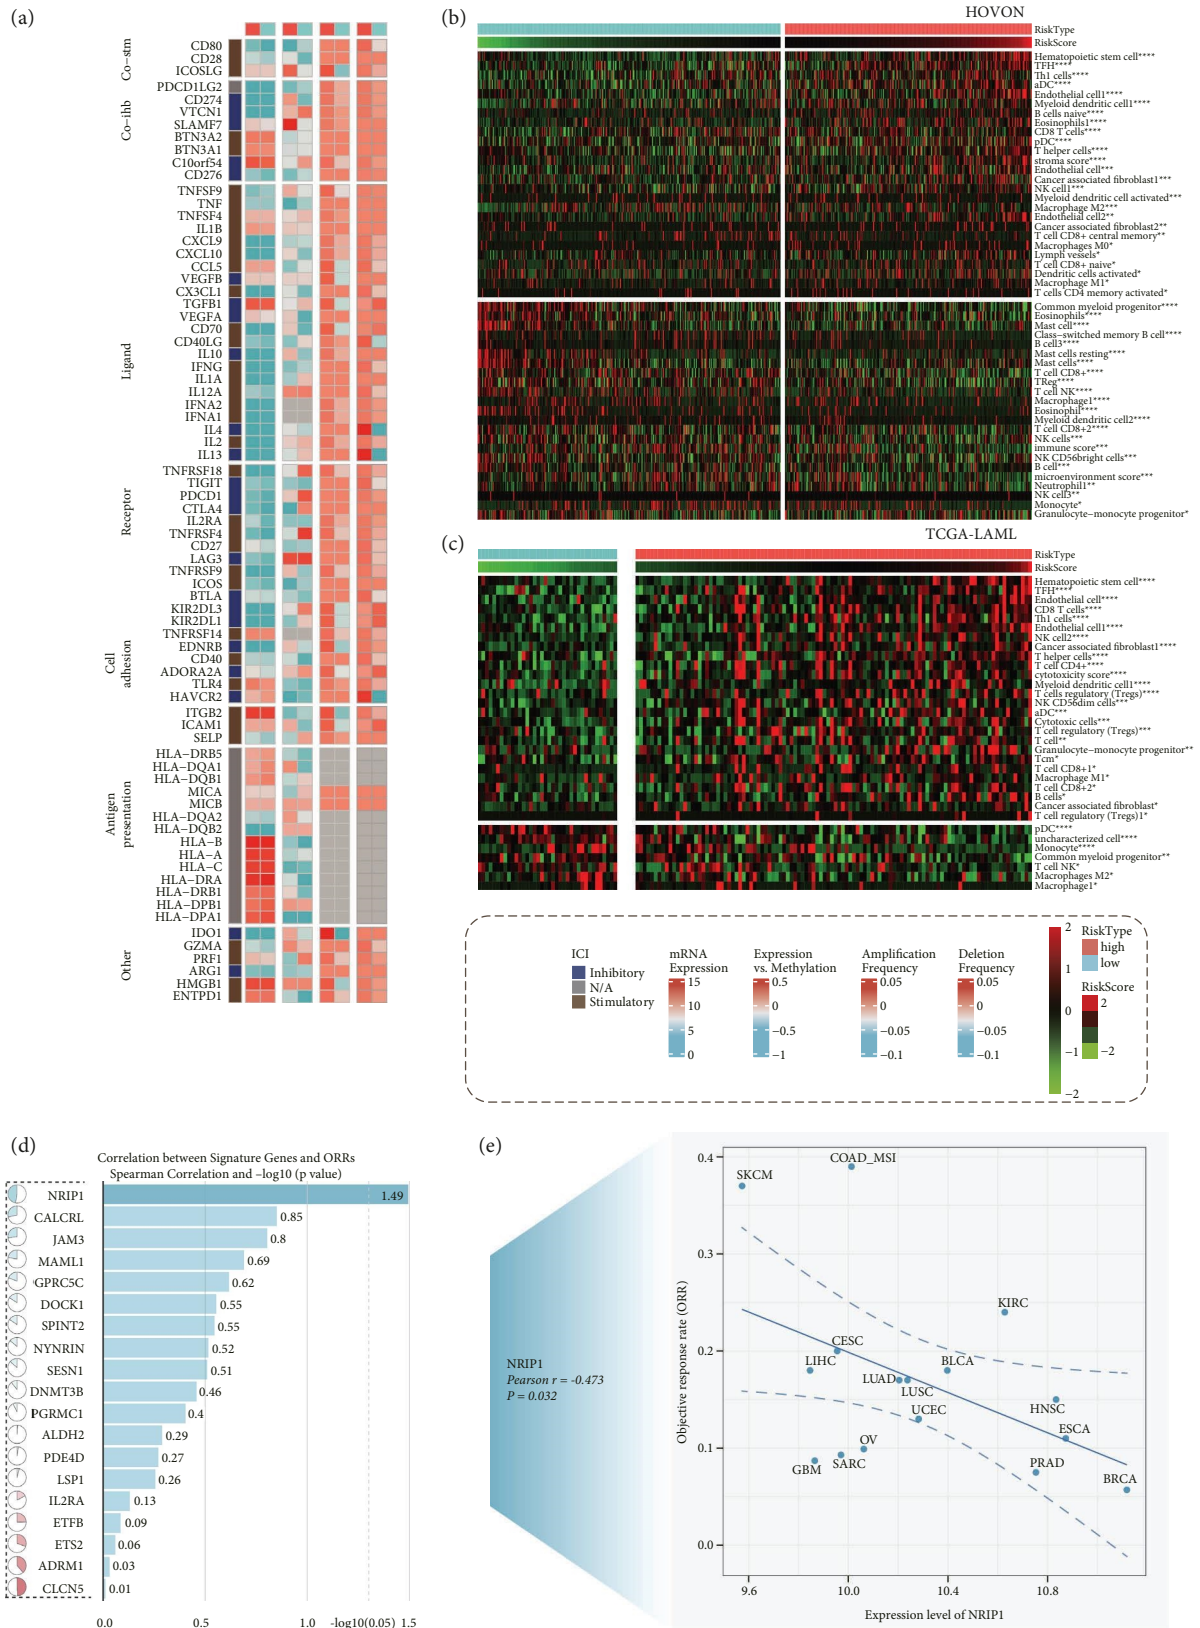 (a)
Co-stm
CD80
CD28
ICOSLG
Co-ihb
PDCD1LG2
CD274
VTCN1
SLAMF7
BTN3A2
BTN3A1
C10orf54
CD276
Ligand
TNFSF9
TNF
TNFSF4
IL1B
CXCL9
CXCL10
CCL5
VEGFB
CX3CL1
TGFB1
VEGFA
CD70
CD40LG
IL10
IFNG
IL1A
IL12A
IFNA2
IFNA1
IL4
IL2
IL13
Receptor
TNFRSF18
TIGIT
PDCD1
CTLA4
IL2RA
TNFRSF4
CD27
LAG3
TNFRSF9
ICOS
BTLA
KIR2DL3
KIR2DL1
TNFRSF14
EDNRB
CD40
ADORA2A
TLR4
HAVCR2
Cell
adhesion
ITGB2
ICAM1
SELP
Antigen
presentation
HLA-DRB5
HLA-DQA1
HLA-DQB1
MICA
MICB
HLA-DQA2
HLA-DQB2
HLA-B
HLA-A
HLA-C
HLA-DRA
HLA-DRB1
HLA-DPB1
HLA-DPA1
Other
IDO1
GZMA
PRF1
ARG1
HMGB1
ENTPD1
(b)
HOVON
RiskType
RiskScore
Hematopoietic stem cell****
TFH****
Th1 cells****
aDC****
Endothelial cell1****
Myeloid dendritic cell1****
B cells naive****
Eosinophils1****
CD8 T cells****
pDC****
T helper cells****
stroma score****
Endothelial cell****
Cancer associated fibroblast1***
NK cell1***
Myeloid dendritic cell activated***
Macrophage M2***
Endothelial cell2**
Cancer associated fibroblast2**
T cell CD8+ central memory**
Macrophages M0*
Lymph vessels*
T cell CD8+ naive*
Dendritic cells activated*
Macrophage M1*
T cells CD4 memory activated*
Common myeloid progenitor****
Eosinophils****
Mast cell****
Class-switched memory B cell****
B cell3****
Mast cells resting****
Mast cells****
T cell CD8+****
TReg****
T cell NK****
Macrophage1****
Eosinophil****
Myeloid dendritic cell2****
T cell CD8+2****
NK cells***
immune score***
NK CD56bright cells***
B cell***
microenvironment score***
Neutrophil1**
NK cell3**
Monocyte*
Granulocyte-monocyte progenitor*
(c)
TCGA-LAML
RiskType
RiskScore
Hematopoietic stem cell****
TFH****
Endothelial cell****
CD8 T cells****
Th1 cells****
Endothelial cell1****
NK cell2****
Cancer associated fibroblast1****
T helper cells****
T cell CD4+****
cytotoxicity score****
Myeloid dendritic cell1****
T cells regulatory (Tregs)****
NK CD56dim cells***
aDC***
Cytotoxic cells***
T cell regulatory (Tregs)***
T cell**
Granulocyte-monocyte progenitor**
Tcm*
T cell CD8+1*
Macrophage M1*
T cell CD8+2*
B cells*
Cancer associated fibroblast*
T cell regulatory (Tregs)1*
pDC****
uncharacterized cell****
Monocyte****
Common myeloid progenitor**
T cell NK*
Macrophages M2*
Macrophage1*
ICI
Inhibitory
N/A
Stimulatory
mRNA
Expression
15
10
5
0
Expression
vs. Methylation
0.5
0
-0.5
-1
Amplification
Frequency
0.05
0
-0.05
-0.1
Deletion
Frequency
0.05
0
-0.05
-0.1
2
1
0
-1
-2
RiskType
high
low
RiskScore
2
-2
(d)
Correlation between Signature Genes and ORRs
Spearman Correlation and -log10 (p value)
NRIP1 1.49
CALCRL 0.85
JAM3 0.8
MAML1 0.69
GPRC5C 0.62
DOCK1 0.55
SPINT2 0.55
NYNRIN 0.52
SESN1 0.51
DNMT3B 0.46
PGRMC1 0.4
ALDH2 0.29
PDE4D 0.27
LSP1 0.26
IL2RA 0.13
ETFB 0.09
ETS2 0.06
ADRM1 0.03
CLCN5 0.01
0.0 0.5 1.0 -log10(0.05) 1.5
(e)
NRIP1
Pearson r = -0.473
P = 0.032
Objective response rate (ORR)
0.4
0.3
0.2
0.1
0.0
COAD_MSI
SKCM
KIRC
CESC
LIHC
BLCA
LUAD
LUSC
UCEC
HNSC
ESCA
OV
SARC
GBM
PRAD
BRCA
9.6 10.0 10.4 10.8
Expression level of NRIP1